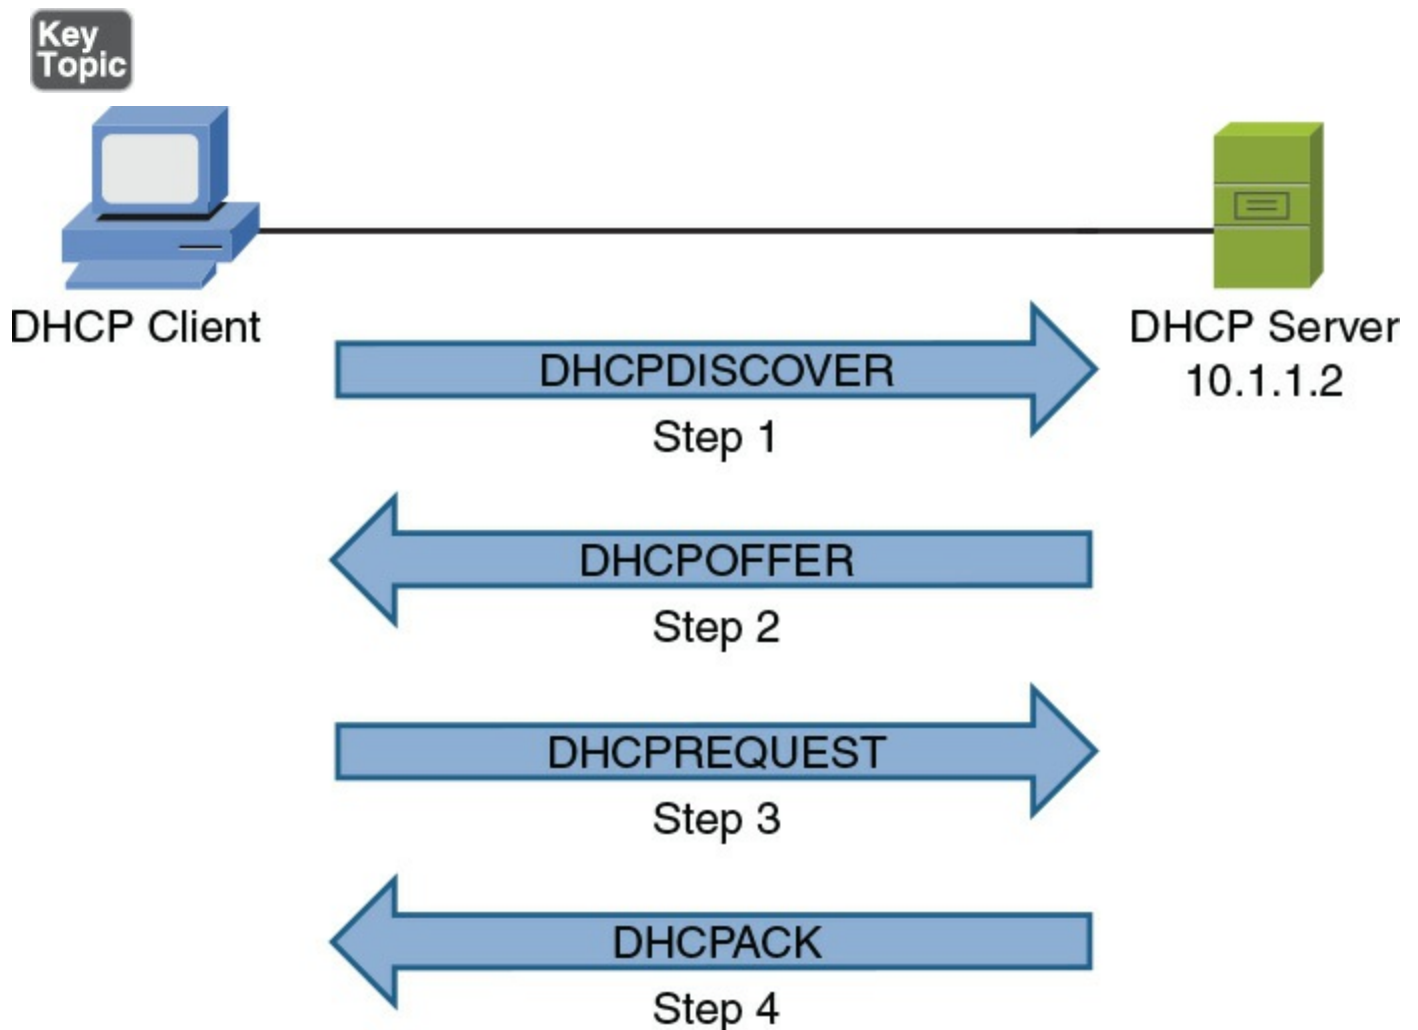 Key
Topic
DHCP Client
DHCP Server
10.1.1.2
DHCPDISCOVER
Step 1
DHCPOFFER
Step 2
DHCPREQUEST
Step 3
DHCPACK
Step 4